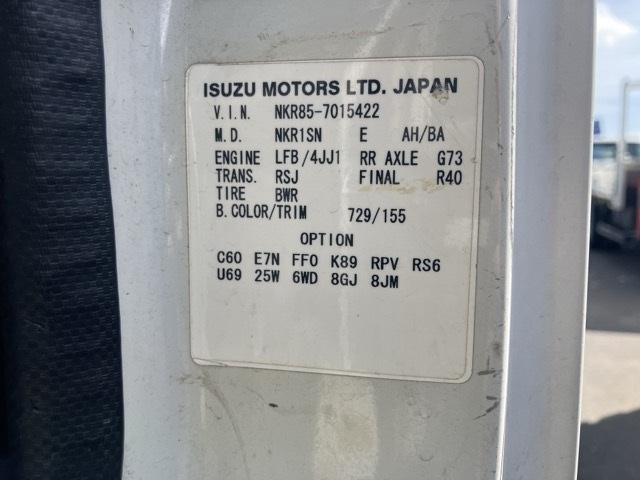 ISUZU MOTORS LTD. JAPAN
V.I.N. NKR85-7015422
M.D. NKR1SN E AH/BA
ENGINE LFB/4JJ1 RR AXLE G73
TRANS. RSJ FINAL R40
TIRE BWR
B.COLOR/TRIM 729/155
OPTION
C60 E7N FF0 K89 RPV RS6
U69 25W 6WD 8GJ 8JM